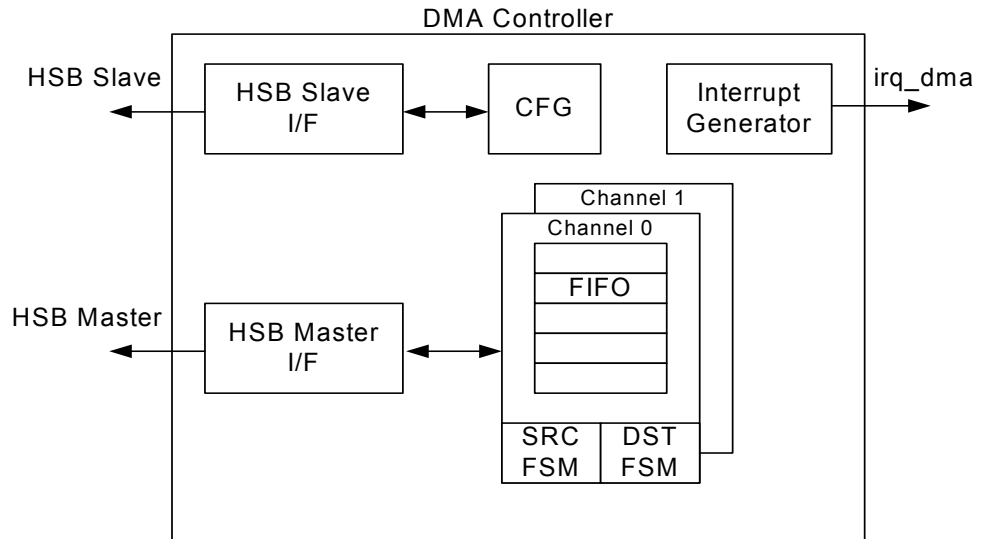 DMA Controller
HSB Slave
HSB Slave
I/F
CFG
Interrupt
Generator
irq_dma
Channel 1
Channel 0
FIFO
HSB Master
HSB Master
I/F
SRC
FSM
DST
FSM